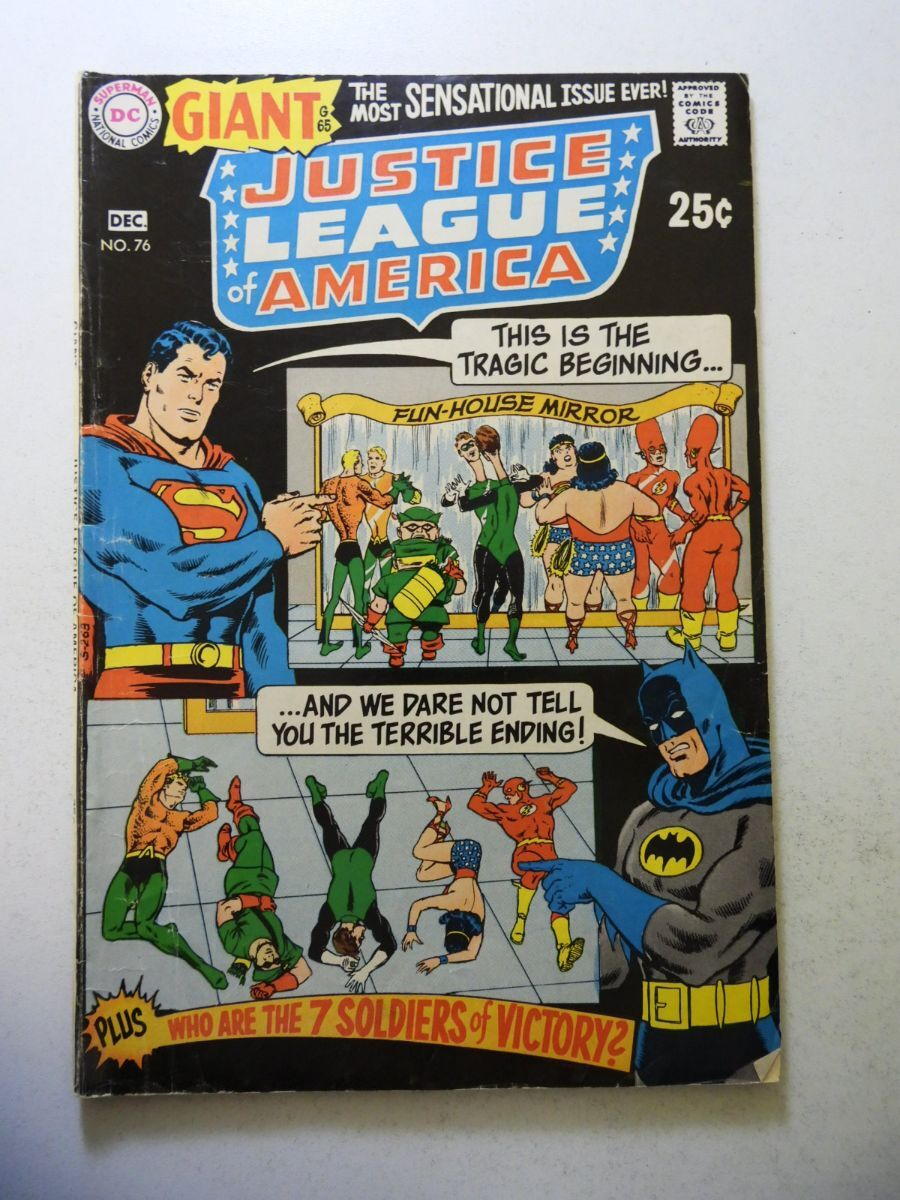 SUPERMAN
DC
NATIONAL COMICS
GIANT
G
65
THE
MOST SENSATIONAL ISSUE EVER!
APPROVED
BY THE
COMICS
CODE
AUTHORITY
JUSTICE
LEAGUE
of AMERICA
25¢
DEC.
NO. 76
THIS IS THE
TRAGIC BEGINNING...
FUN-HOUSE MIRROR
S
...AND WE DARE NOT TELL
YOU THE TERRIBLE ENDING!
A
PLUS
WHO ARE THE 7 SOLDIERS of VICTORY?